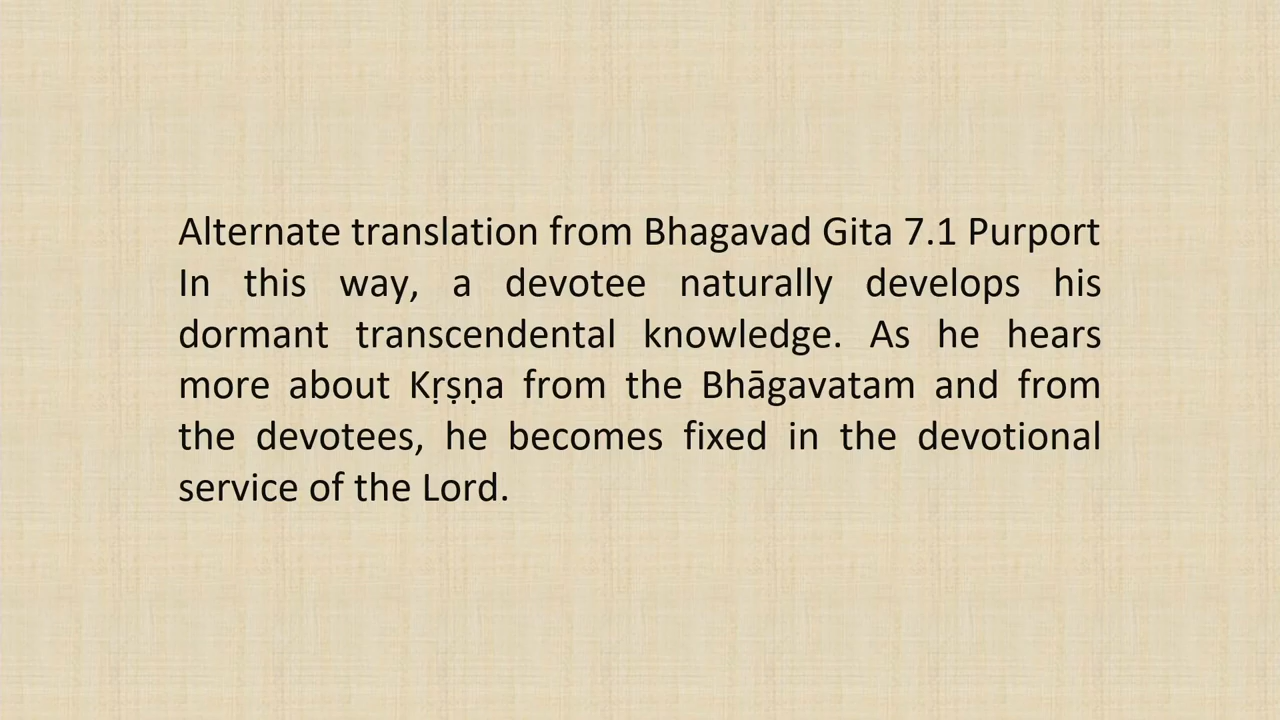 Alternate translation from Bhagavad Gita 7.1 Purport
In this way, a devotee naturally develops his
dormant transcendental knowledge. As he hears
more about Kṛṣṇa from the Bhāgavatam and from
the devotees, he becomes fixed in the devotional
service of the Lord.